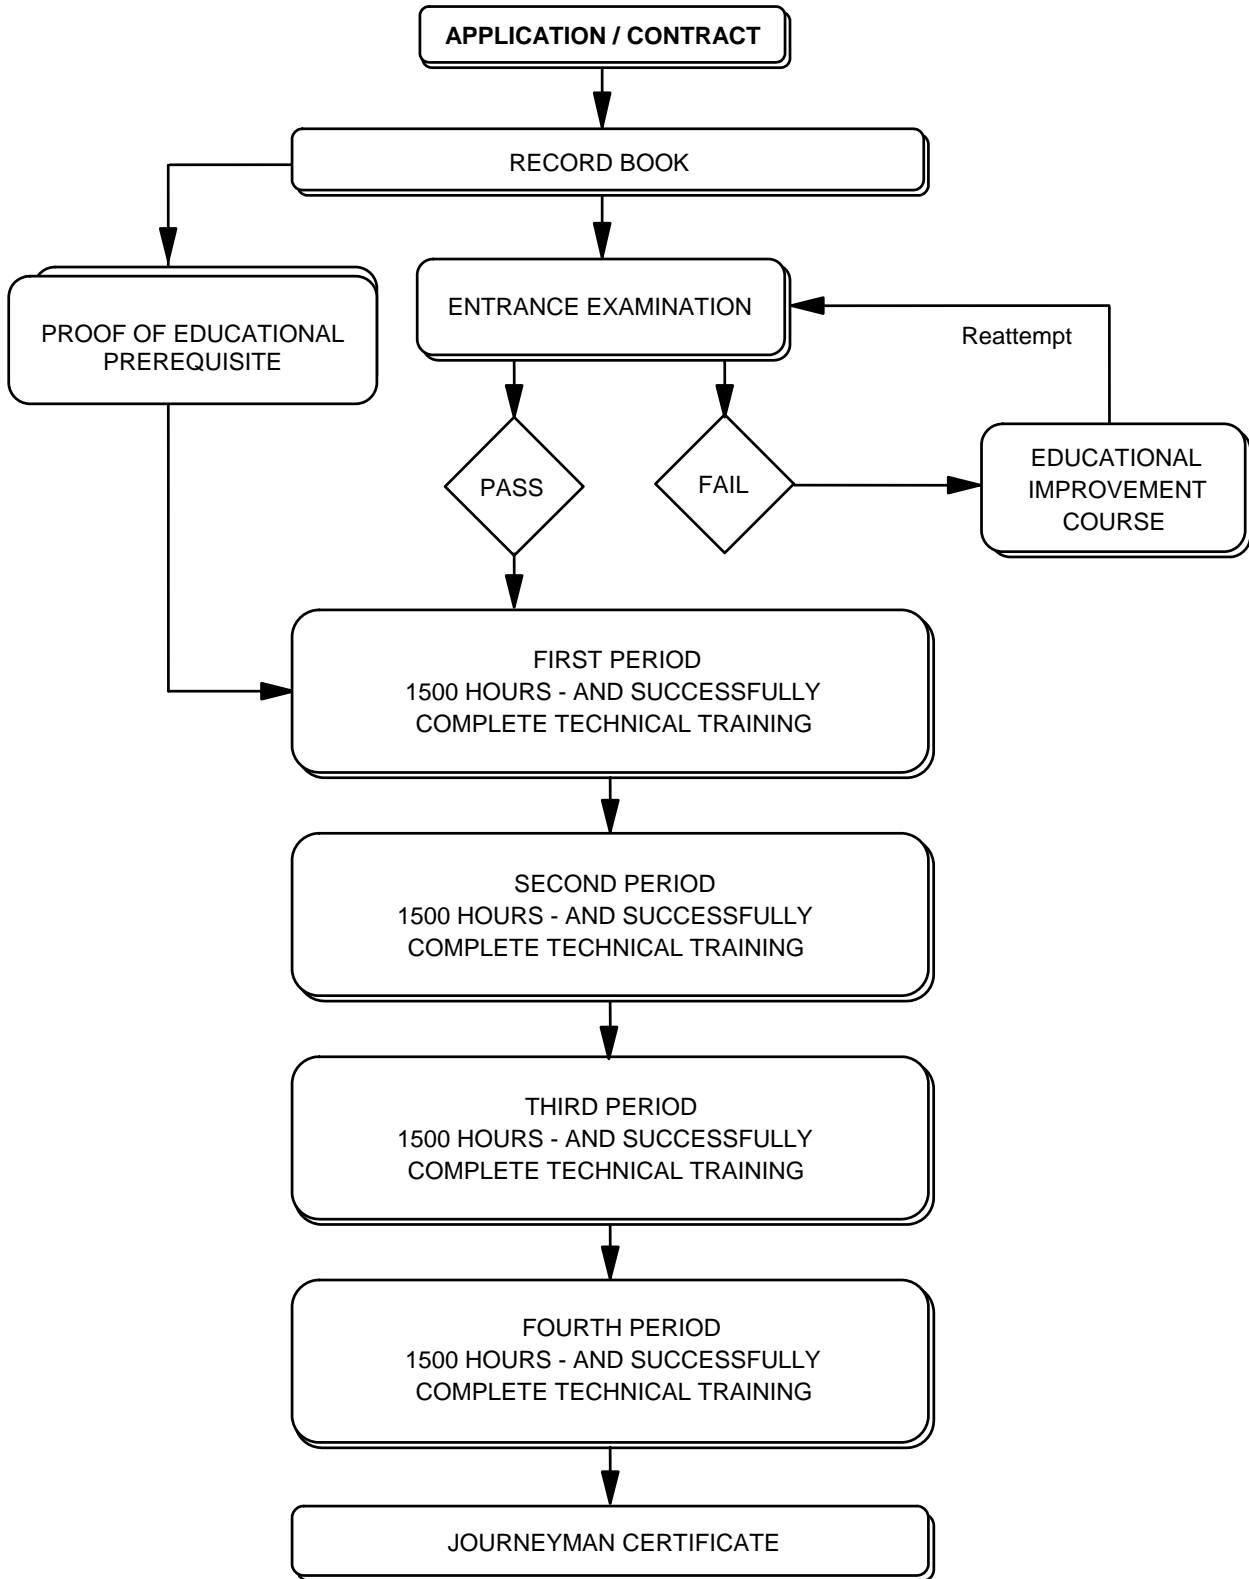 APPLICATION / CONTRACT
RECORD BOOK
PROOF OF EDUCATIONAL
PREREQUISITE
ENTRANCE EXAMINATION
Reattempt
PASS
FAIL
EDUCATIONAL
IMPROVEMENT
COURSE
FIRST PERIOD
1500 HOURS - AND SUCCESSFULLY
COMPLETE TECHNICAL TRAINING
SECOND PERIOD
1500 HOURS - AND SUCCESSFULLY
COMPLETE TECHNICAL TRAINING
THIRD PERIOD
1500 HOURS - AND SUCCESSFULLY
COMPLETE TECHNICAL TRAINING
FOURTH PERIOD
1500 HOURS - AND SUCCESSFULLY
COMPLETE TECHNICAL TRAINING
JOURNEYMAN CERTIFICATE